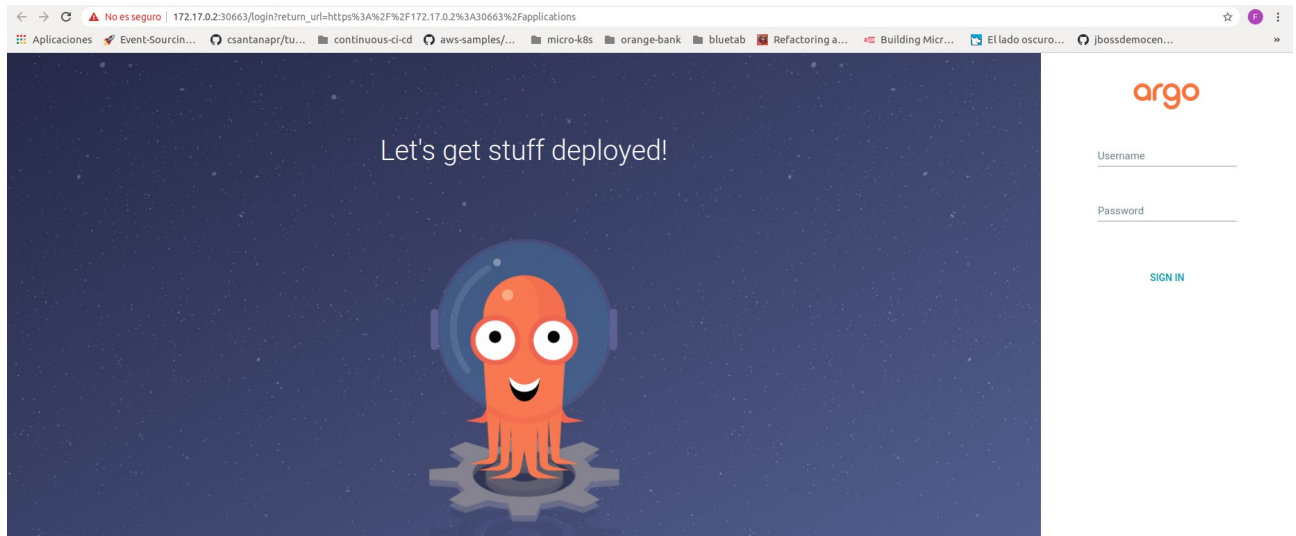 No es seguro 172.17.0.2:30663/login?return_url=https%3A%2F%2F172.17.0.2%3A30663%2Fapplications
F
Aplicaciones Event-Sourcin... csantanapr/tu... continuous-ci-cd aws-samples/... micro-k8s orange-bank bluetab Refactoring a... Building Micr... El lado oscuro... jbossdemocen... »
Let's get stuff deployed!
argo
Username
Password
SIGN IN